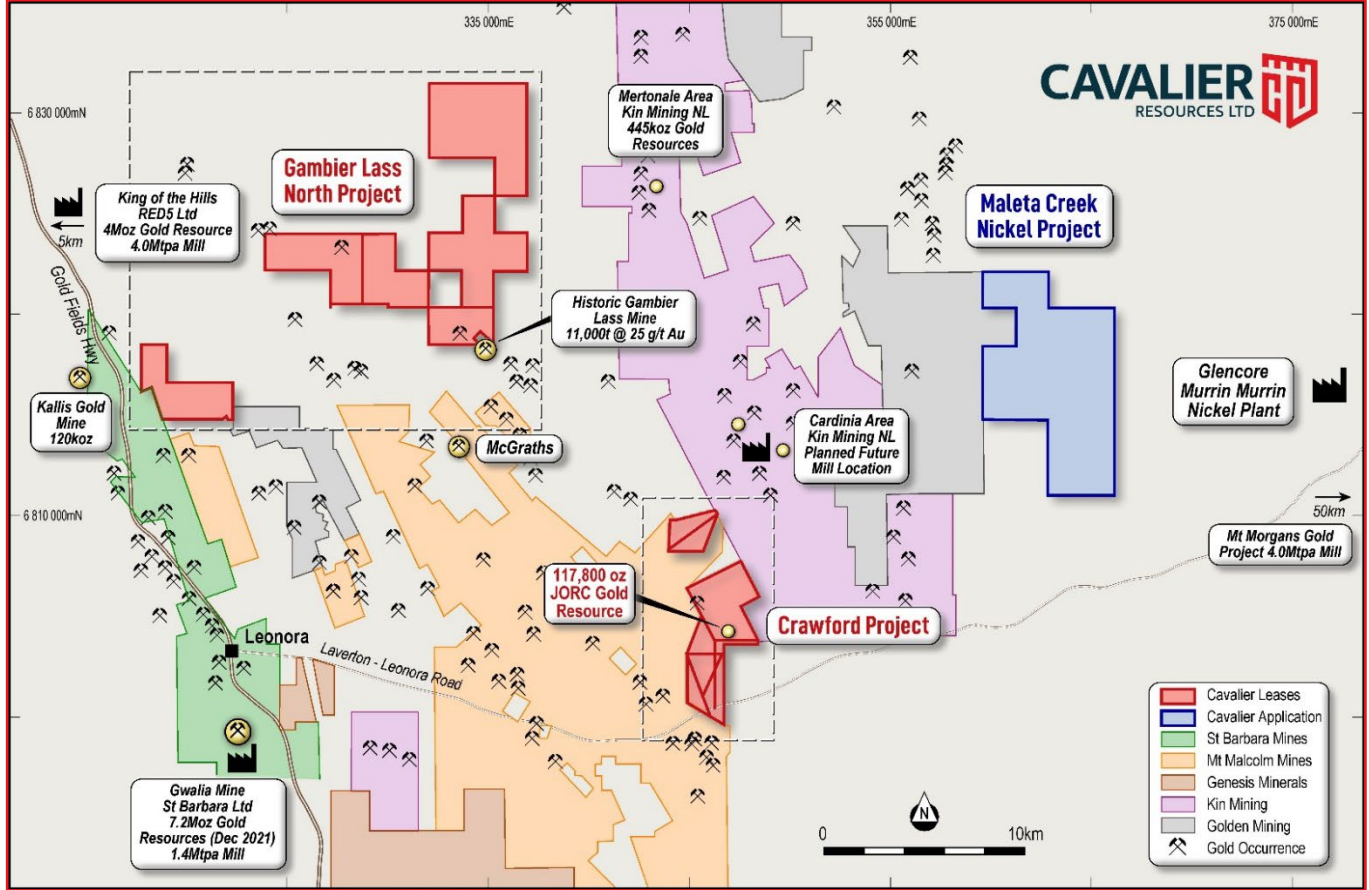 335 000mE
355 000mE
375 000mE
CAVALIER
RESOURCES LTD
6 830 000mN
Mertonale Area
Kin Mining NL
445koz Gold
Resources
Gambier Lass
North Project
King of the Hills
RED5 Ltd
4Moz Gold Resource
4.0Mtpa Mill
5km
Maleta Creek
Nickel Project
Gold Fields Hwy
Historic Gambier
Lass Mine
11,000t @ 25 g/t Au
Kallis Gold
Mine
120koz
Glencore
Murrin Murrin
Nickel Plant
McGraths
Cardinia Area
Kin Mining NL
Planned Future
Mill Location
6 810 000mN
50km
Mt Morgans Gold
Project 4.0Mtpa Mill
117,800 oz
JORC Gold
Resource
Crawford Project
Leonora
Laverton - Leonora Road
Gwalia Mine
St Barbara Ltd
7.2Moz Gold
Resources (Dec 2021)
1.4Mtpa Mill
N
0 10km
Cavalier Leases
Cavalier Application
St Barbara Mines
Mt Malcolm Mines
Genesis Minerals
Kin Mining
Golden Mining
Gold Occurrence